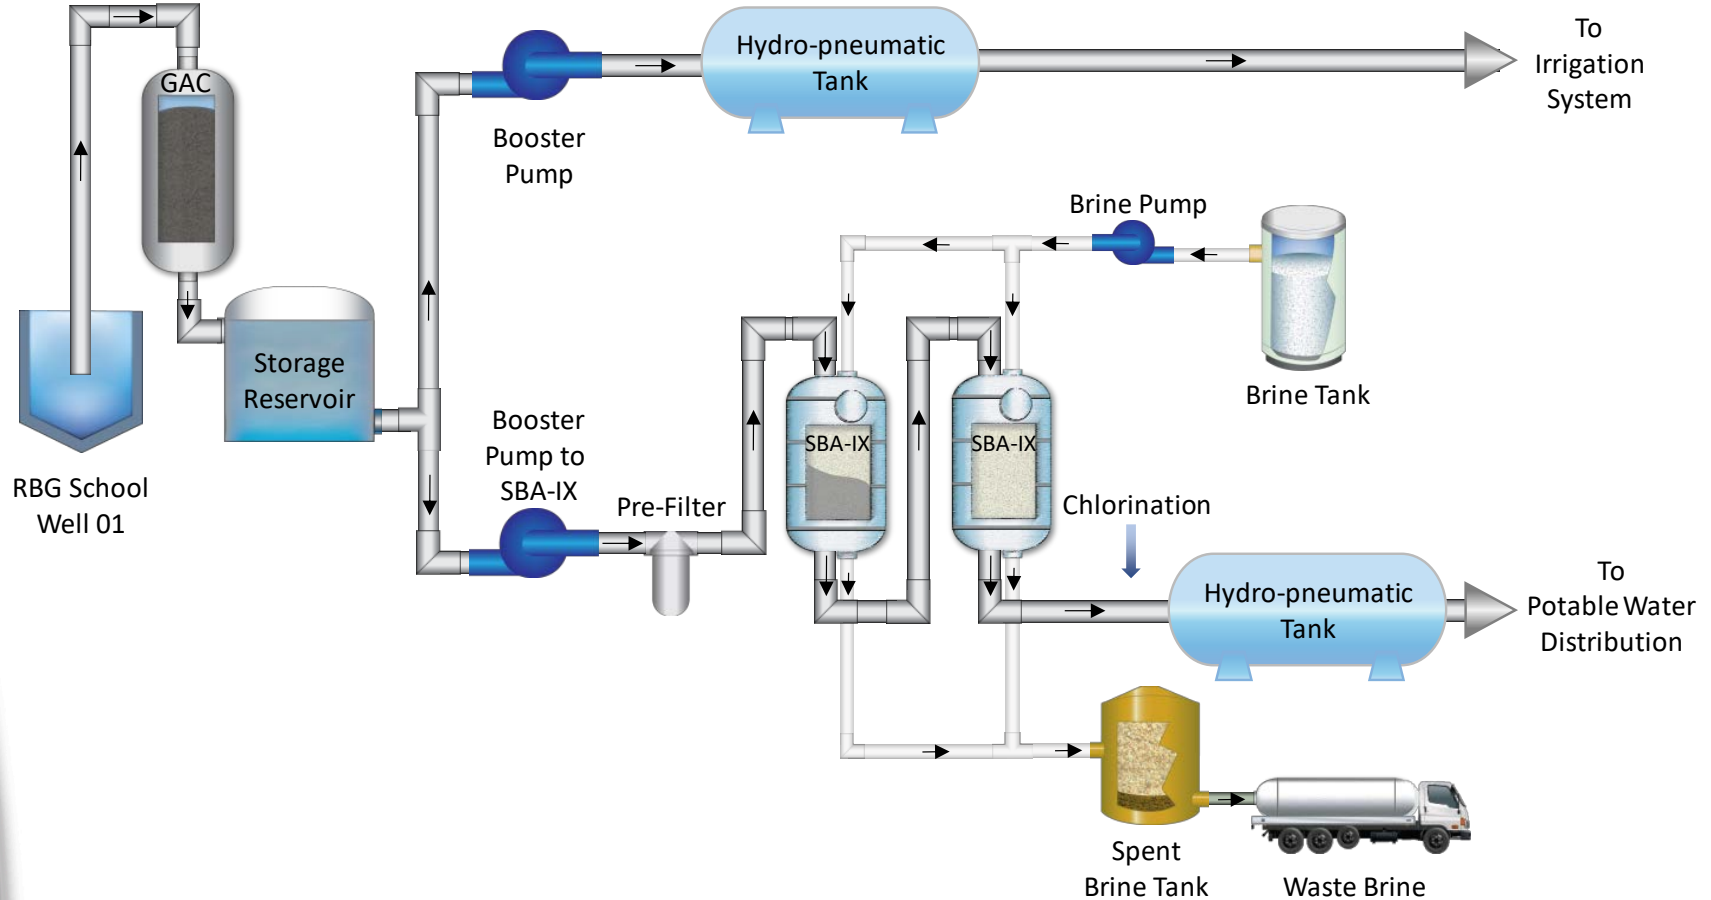 GAC
Hydro-pneumatic
Tank
To
Irrigation
System
Booster
Pump
Brine Pump
Storage
Reservoir
Brine Tank
Booster
Pump to
SBA-IX
SBA-IX
SBA-IX
RBG School
Well 01
Pre-Filter
Chlorination
Hydro-pneumatic
Tank
To
Potable Water
Distribution
Spent
Brine Tank
Waste Brine